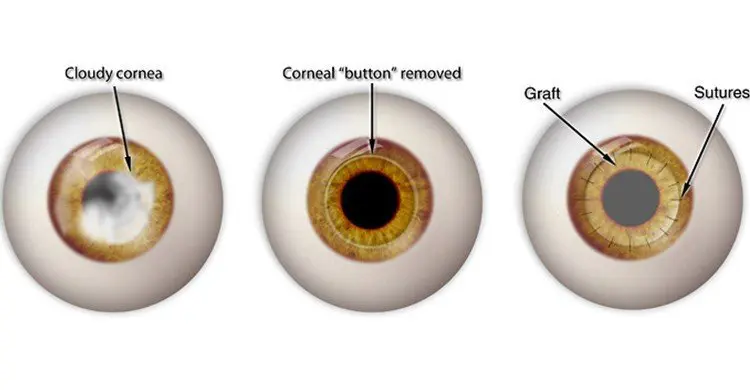 Cloudy cornea
Corneal “button” removed
Graft
Sutures